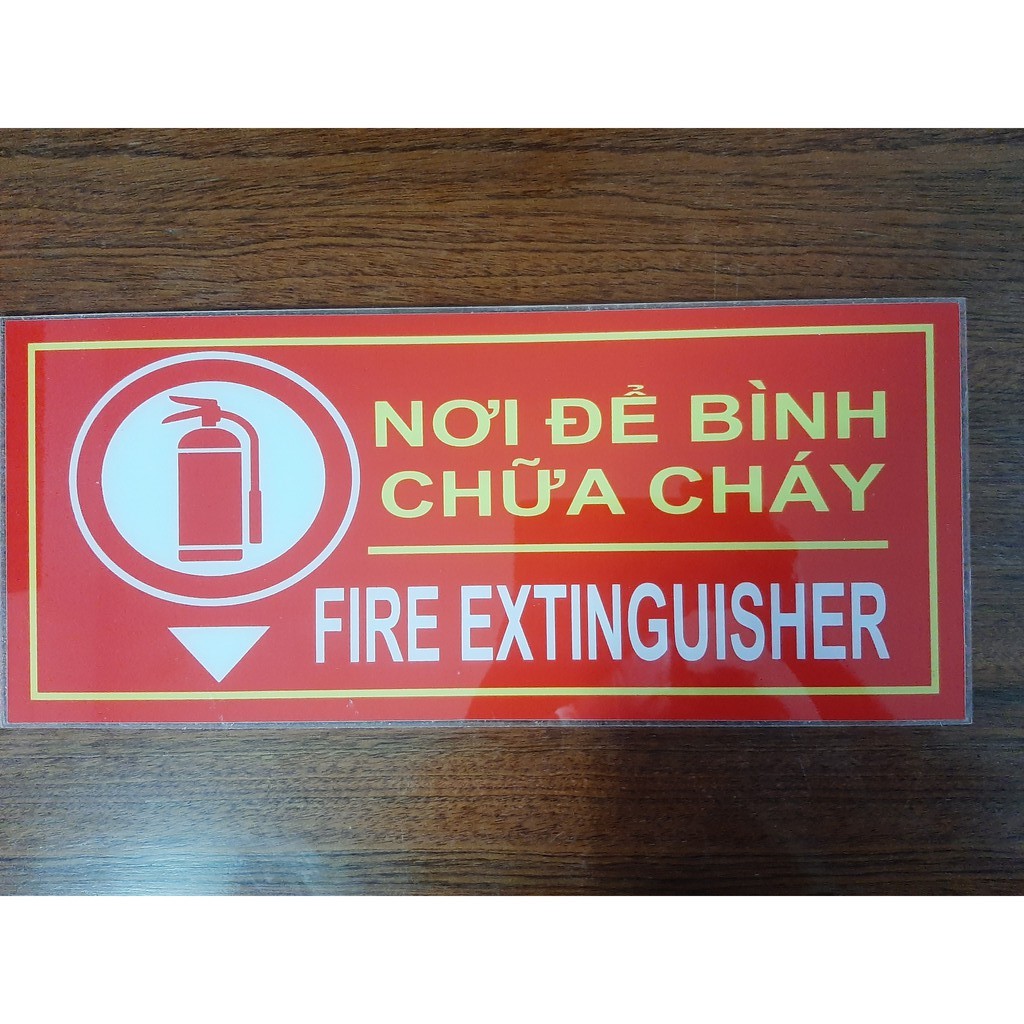 NƠI ĐỂ BÌNH
CHỮA CHÁY
FIRE EXTINGUISHER